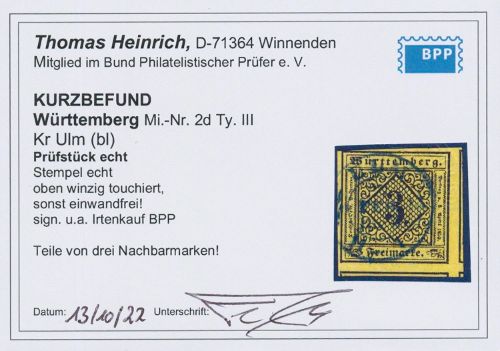 Thomas Heinrich, D-71364 Winnenden
Mitglied im Bund Philatelistischer Prüfer e. V.
BPP
KURZBEFUND
Württemberg Mi.-Nr. 2d Ty. III
Kr Ulm (bl)
Prüfstück echt
Stempel echt
oben winzig touchiert,
sonst einwandfrei!
sign. u.a. Irtenkauf BPP
Teile von drei Nachbarmarken!
Württemberg.
3
Freimarke.
Datum: 13/10/22 Unterschrift: